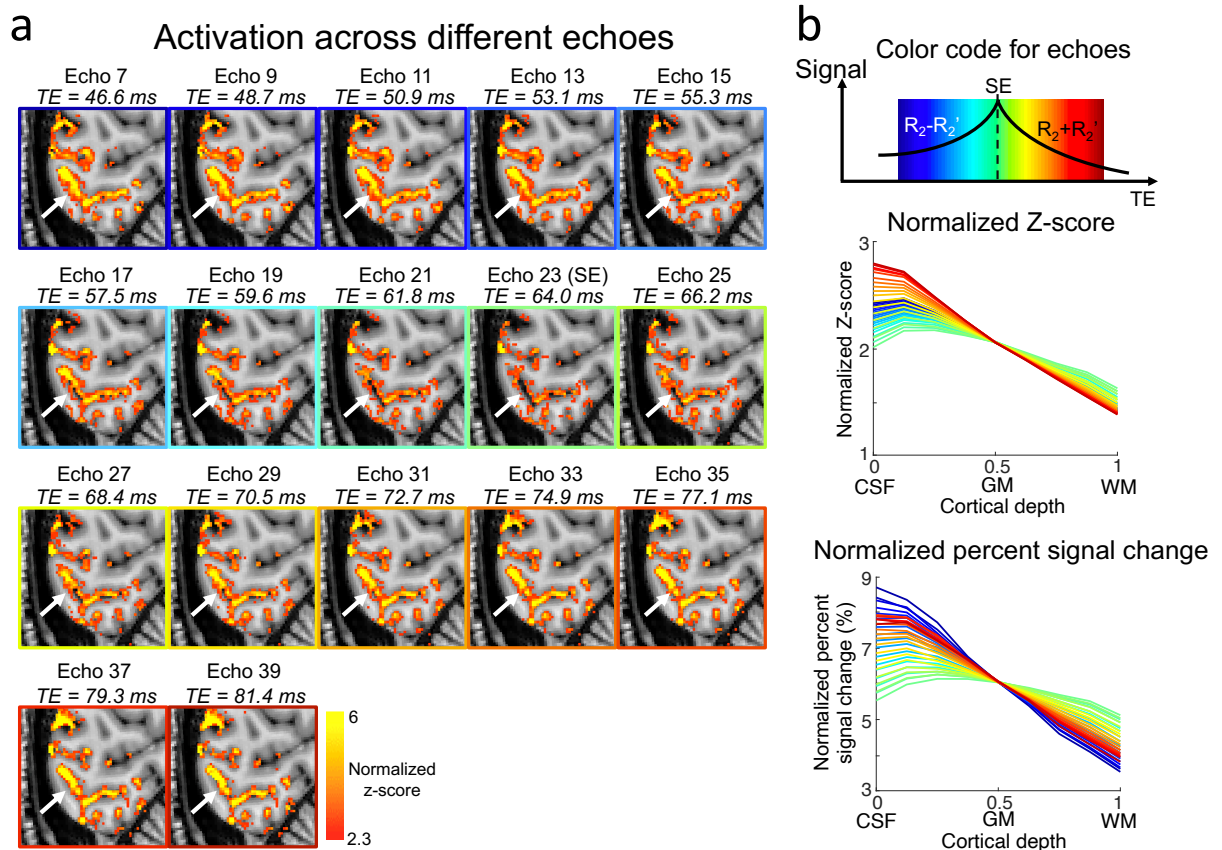 a
Activation across different echoes
Echo 7 Echo 9 Echo 11 Echo 13 Echo 15
TE = 46.6 ms TE = 48.7 ms TE = 50.9 ms TE = 53.1 ms TE = 55.3 ms
Echo 17 Echo 19 Echo 21 Echo 23 (SE) Echo 25
TE = 57.5 ms TE = 59.6 ms TE = 61.8 ms TE = 64.0 ms TE = 66.2 ms
Echo 27 Echo 29 Echo 31 Echo 33 Echo 35
TE = 68.4 ms TE = 70.5 ms TE = 72.7 ms TE = 74.9 ms TE = 77.1 ms
Echo 37 Echo 39
TE = 79.3 ms TE = 81.4 ms
6
Normalized
z-score
2.3
b
Color code for echoes
Signal
SE
R₂-R₂' R₂+R₂'
TE
Normalized Z-score
Normalized Z-score
3
2
1
0 0.5 1
CSF GM WM
Cortical depth
Normalized percent signal change
Normalized percent
signal change (%)
9
7
5
3
0 0.5 1
CSF GM WM
Cortical depth